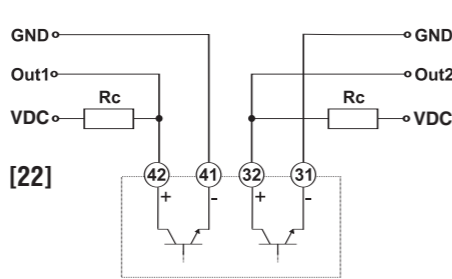 GND GND
Out1 Out2
Rc Rc
VDC VDC
[22] 42 41 32 31
+ - + -